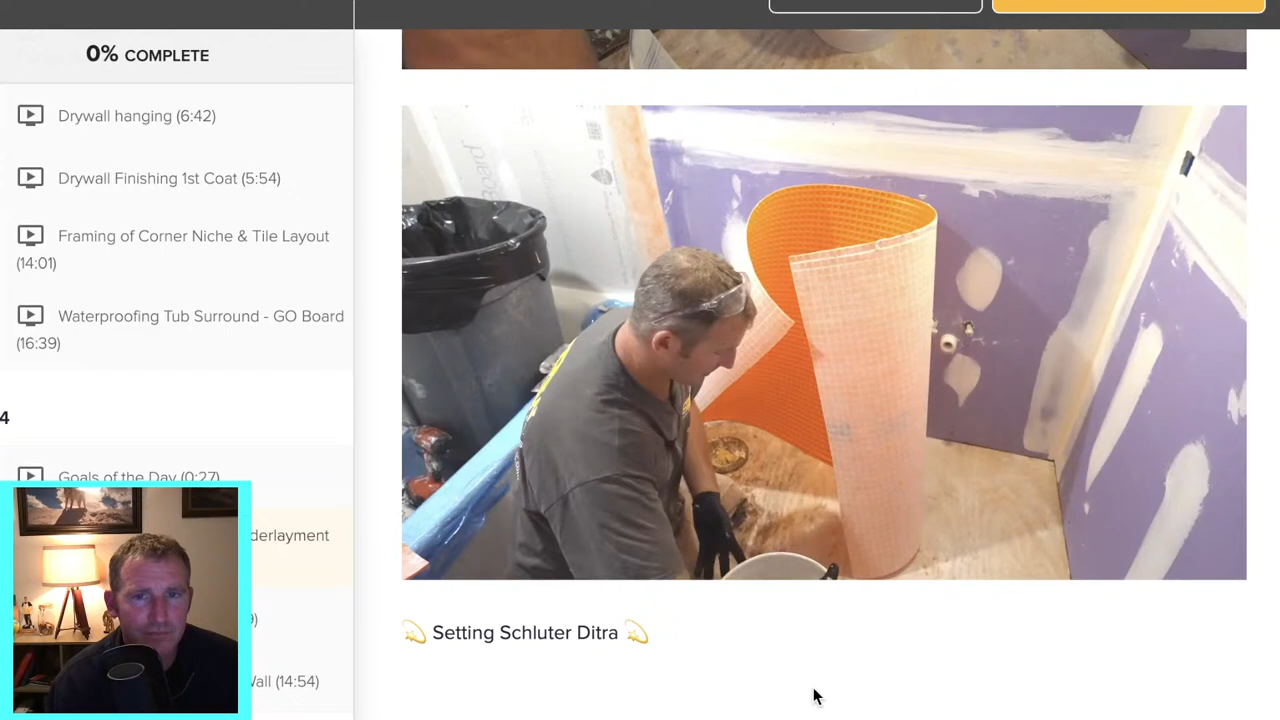 0% COMPLETE
Drywall hanging (6:42)
Drywall Finishing 1st Coat (5:54)
Framing of Corner Niche & Tile Layout
(14:01)
Waterproofing Tub Surround - GO Board
(16:39)
4
Goals of the Day (0:27)
derlayment
9)
Wall (14:54)
💫 Setting Schluter Ditra 💫